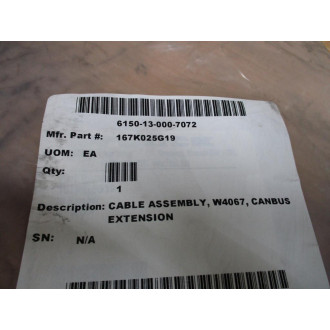 6150-13-000-7072
Mfr. Part #: 167K025G19
UOM: EA
Qty:
1
Description: CABLE ASSEMBLY, W4067, CANBUS
EXTENSION
SN: N/A